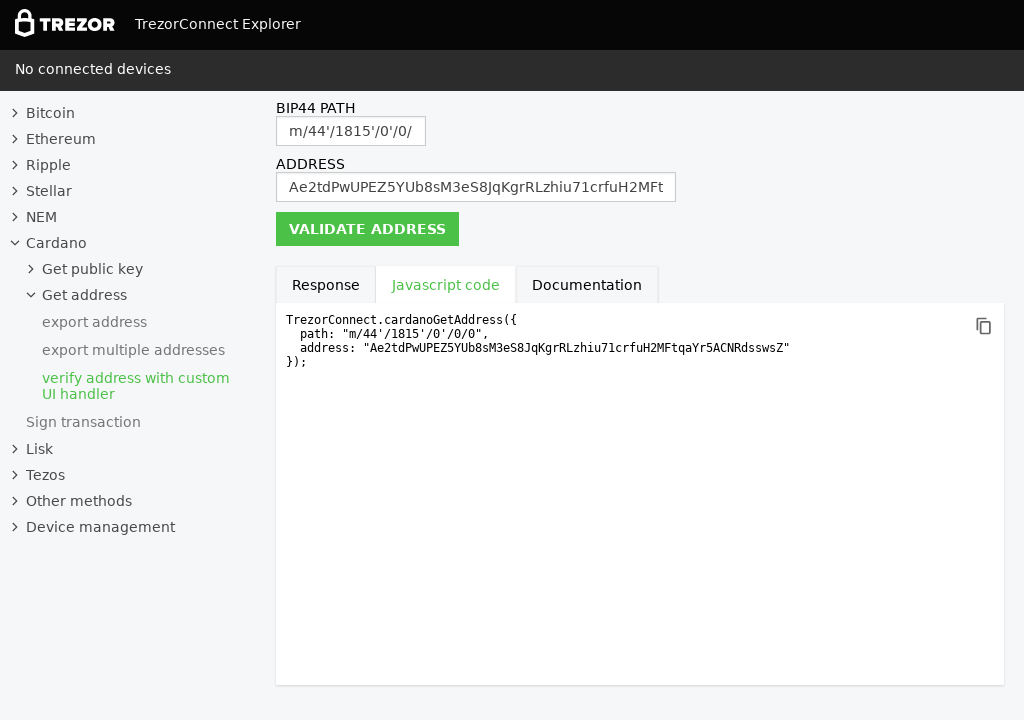 TREZOR
TrezorConnect Explorer
No connected devices
Bitcoin
Ethereum
Ripple
Stellar
NEM
Cardano
Get public key
Get address
export address
export multiple addresses
verify address with custom
UI handler
Sign transaction
Lisk
Tezos
Other methods
Device management
BIP44 PATH
m/44'/1815'/0'/0/
ADDRESS
Ae2tdPwUPEZ5YUb8sM3eS8JqKgrRLzhiu71crfuH2MFt
VALIDATE ADDRESS
Response
Javascript code
Documentation
TrezorConnect.cardanoGetAddress({
path: "m/44'/1815'/0'/0/0",
address: "Ae2tdPwUPEZ5YUb8sM3eS8JqKgrRLzhiu71crfuH2MFtqaYr5ACNRdsswsZ"
});